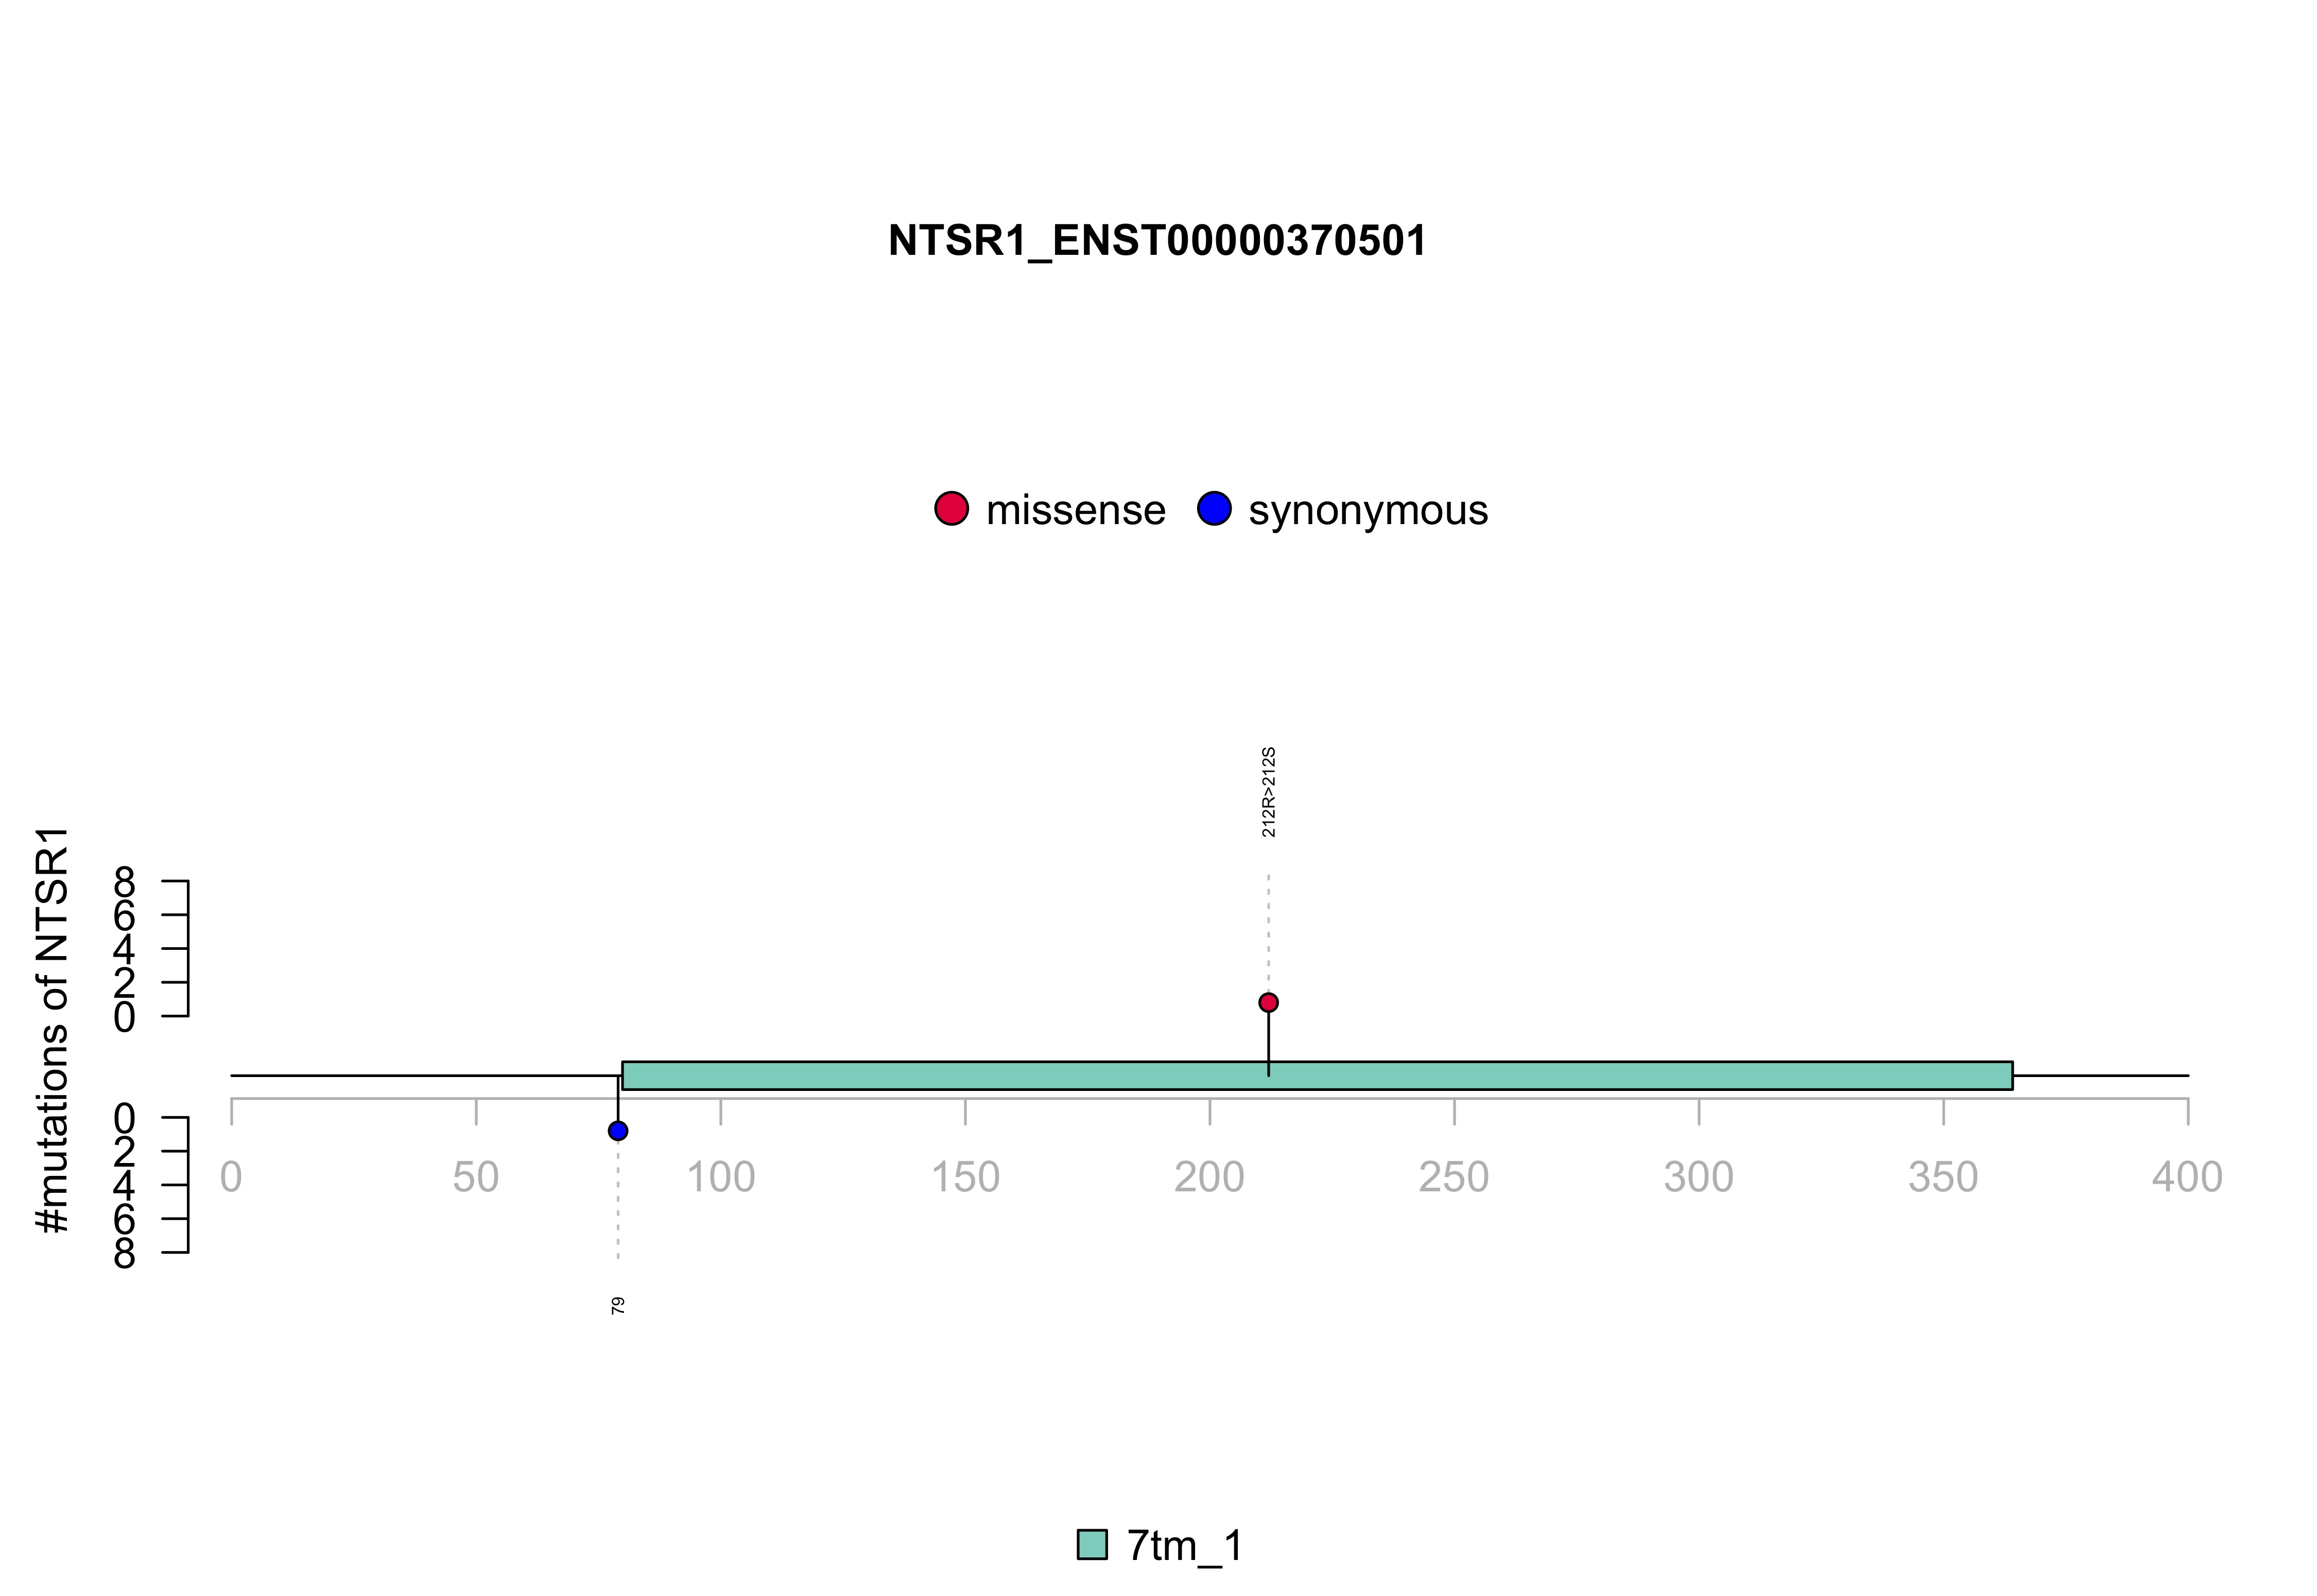 NTSR1_ENST00000370501
missense synonymous
212R>212S
#mutations of NTSR1
8
6
4
2
0
0
2
4
6
8
0 50 100 150 200 250 300 350 400
79
7tm_1